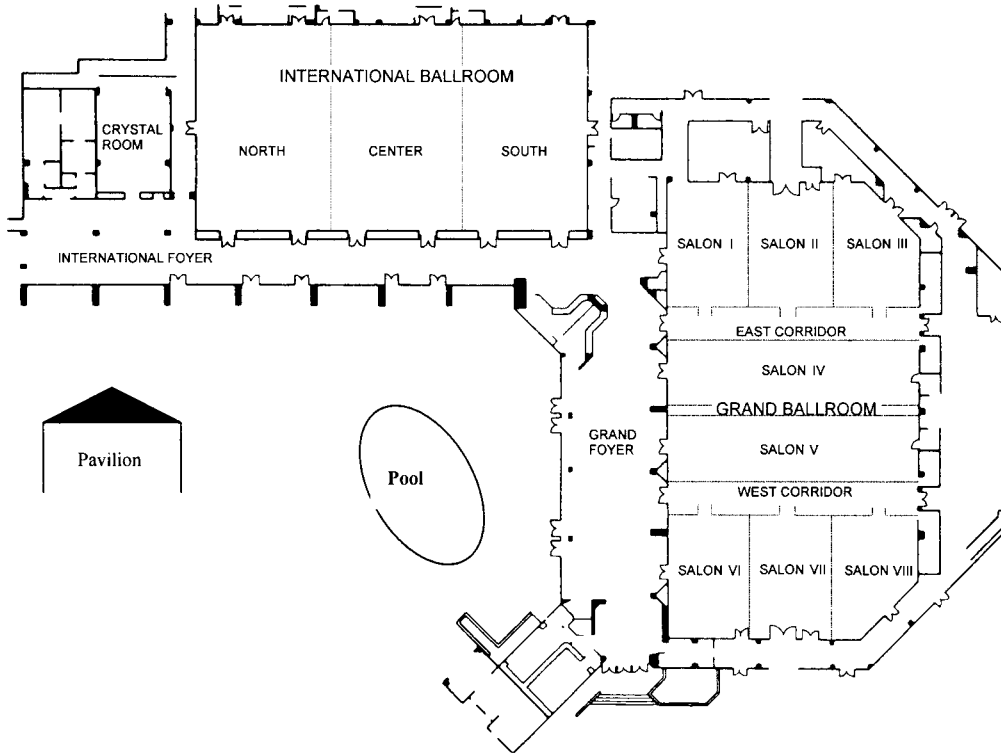 INTERNATIONAL BALLROOM
CRYSTAL
ROOM
NORTH
CENTER
SOUTH
INTERNATIONAL FOYER
SALON I
SALON II
SALON III
EAST CORRIDOR
SALON IV
GRAND BALLROOM
GRAND
FOYER
SALON V
WEST CORRIDOR
Pavilion
Pool
SALON VI
SALON VII
SALON VIII